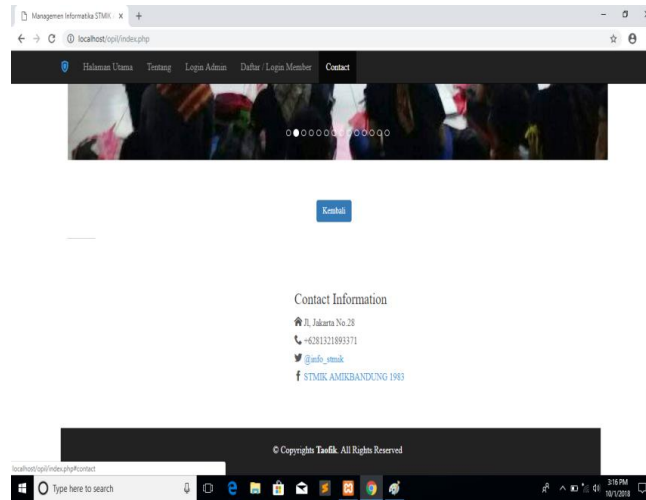 Managemen Informatika STMIK
localhost/opil/index.php
Halaman Utama Tentang Login Admin Daftar / Login Member Contact
Kembali
Contact Information
Jl, Jakarta No.28
+6281321893371
@info_stmik
STMIK AMIKBANDUNG 1983
© Copyrights Taofik. All Rights Reserved
localhost/opil/index.php#contact
Type here to search
3:16 PM
10/1/2018